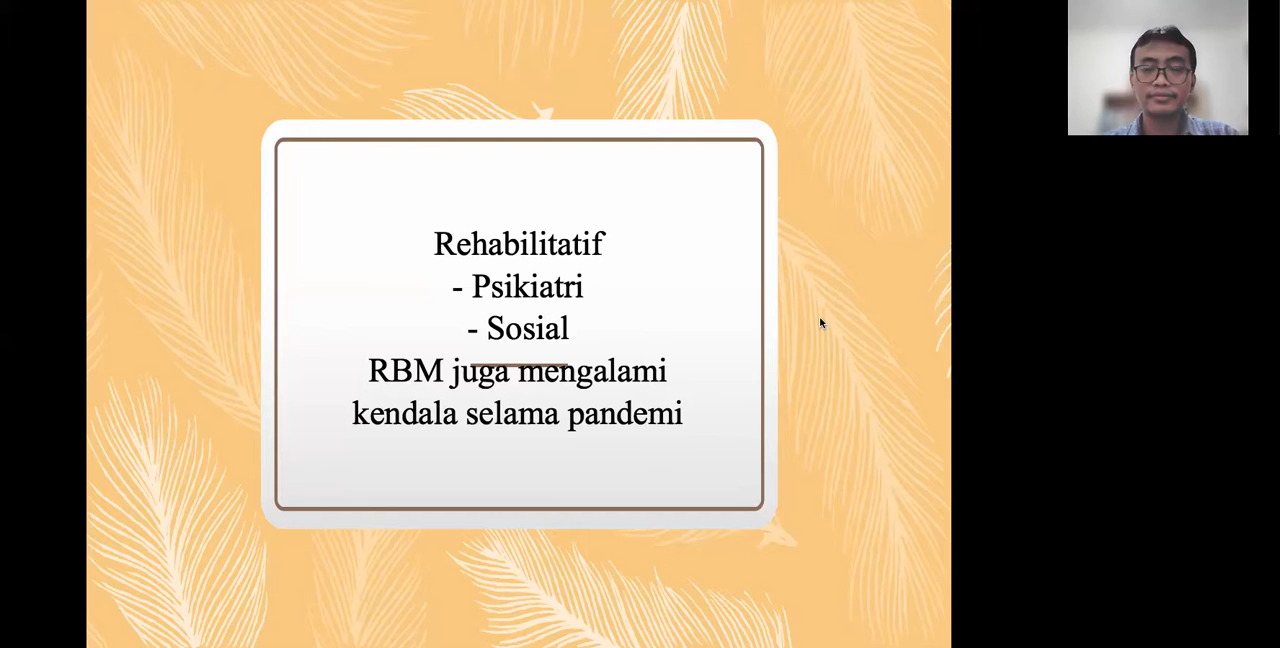 Rehabilitatif
- Psikiatri
- Sosial
RBM juga mengalami
kendala selama pandemi